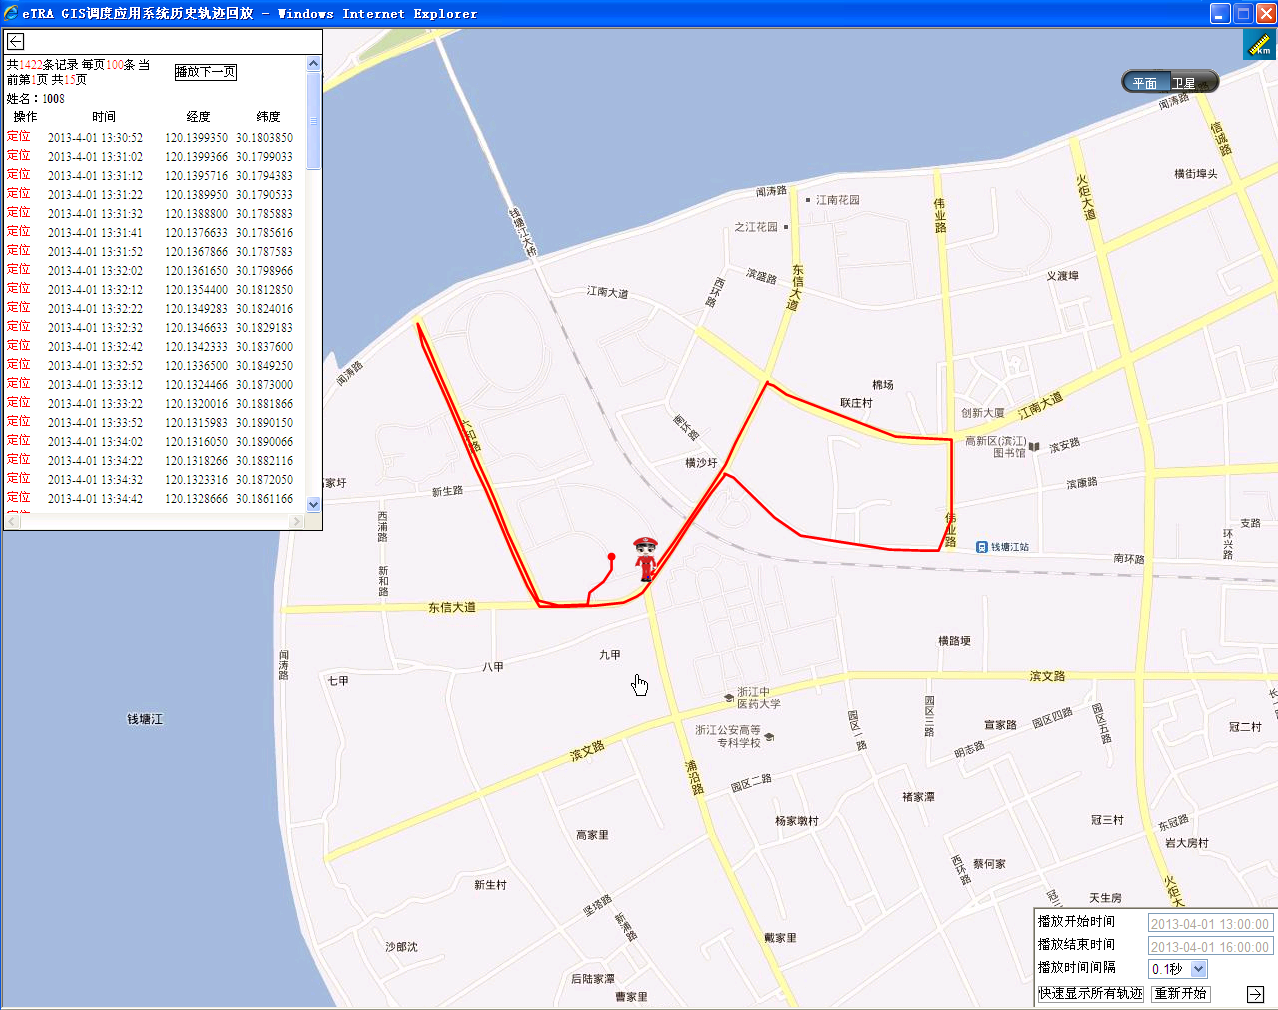 eTRA GIS调度应用系统历史轨迹回放 - Windows Internet Explorer
共1422条记录 每页100条 当
前第1页 共15页
播放下一页
姓名：1008
操作 时间 经度 纬度
定位 2013-4-01 13:30:52 120.1399350 30.1803850
定位 2013-4-01 13:31:02 120.1399366 30.1799033
定位 2013-4-01 13:31:12 120.1395716 30.1794383
定位 2013-4-01 13:31:22 120.1389950 30.1790533
定位 2013-4-01 13:31:32 120.1388800 30.1785883
定位 2013-4-01 13:31:41 120.1376633 30.1785616
定位 2013-4-01 13:31:52 120.1367866 30.1787583
定位 2013-4-01 13:32:02 120.1361650 30.1798966
定位 2013-4-01 13:32:12 120.1354400 30.1812850
定位 2013-4-01 13:32:22 120.1349283 30.1824016
定位 2013-4-01 13:32:32 120.1346633 30.1829183
定位 2013-4-01 13:32:42 120.1342333 30.1837600
定位 2013-4-01 13:32:52 120.1336500 30.1849250
定位 2013-4-01 13:33:12 120.1324466 30.1873000
定位 2013-4-01 13:33:22 120.1320016 30.1881866
定位 2013-4-01 13:33:52 120.1315983 30.1890150
定位 2013-4-01 13:34:02 120.1316050 30.1890066
定位 2013-4-01 13:34:22 120.1318266 30.1882116
定位 2013-4-01 13:34:32 120.1323316 30.1872050
定位 2013-4-01 13:34:42 120.1328666 30.1861166
km
平面 卫星
闻涛路
信诚路
横街埠头
火炬大道
闻涛路
江南花园
伟业路
钱塘江大桥
之江花园
东信大道
滨盛路
西环路
义渡埠
江南大道
闻涛路
棉场
联庄村
创新大厦
江南大道
六和路
南环路
高新区(滨江)
图书馆
滨安路
横沙圩
家圩
新生路
滨康路
西浦路
伟业路
支路
环兴路
钱塘江站
南环路
新和路
东信大道
闻涛路
八甲
九甲
横路埂
七甲
滨文路
浙江中
医药大学
钱塘江
浙江公安高等
专科学校
园区一路
园区三路
宣家路
园区四路
园区五路
冠二村
滨文路
明志路
浦沿路
园区二路
褚家潭
杨家墩村
冠三村
东冠路
高家里
岩大房村
西环路
蔡何家
新生村
火炬大
冠三
天生房
坚塔路
新浦路
戴家里
沙郎沈
后陆家潭
曹家里
播放开始时间 2013-04-01 13:00:00
播放结束时间 2013-04-01 16:00:00
播放时间间隔 0.1秒
快速显示所有轨迹 重新开始